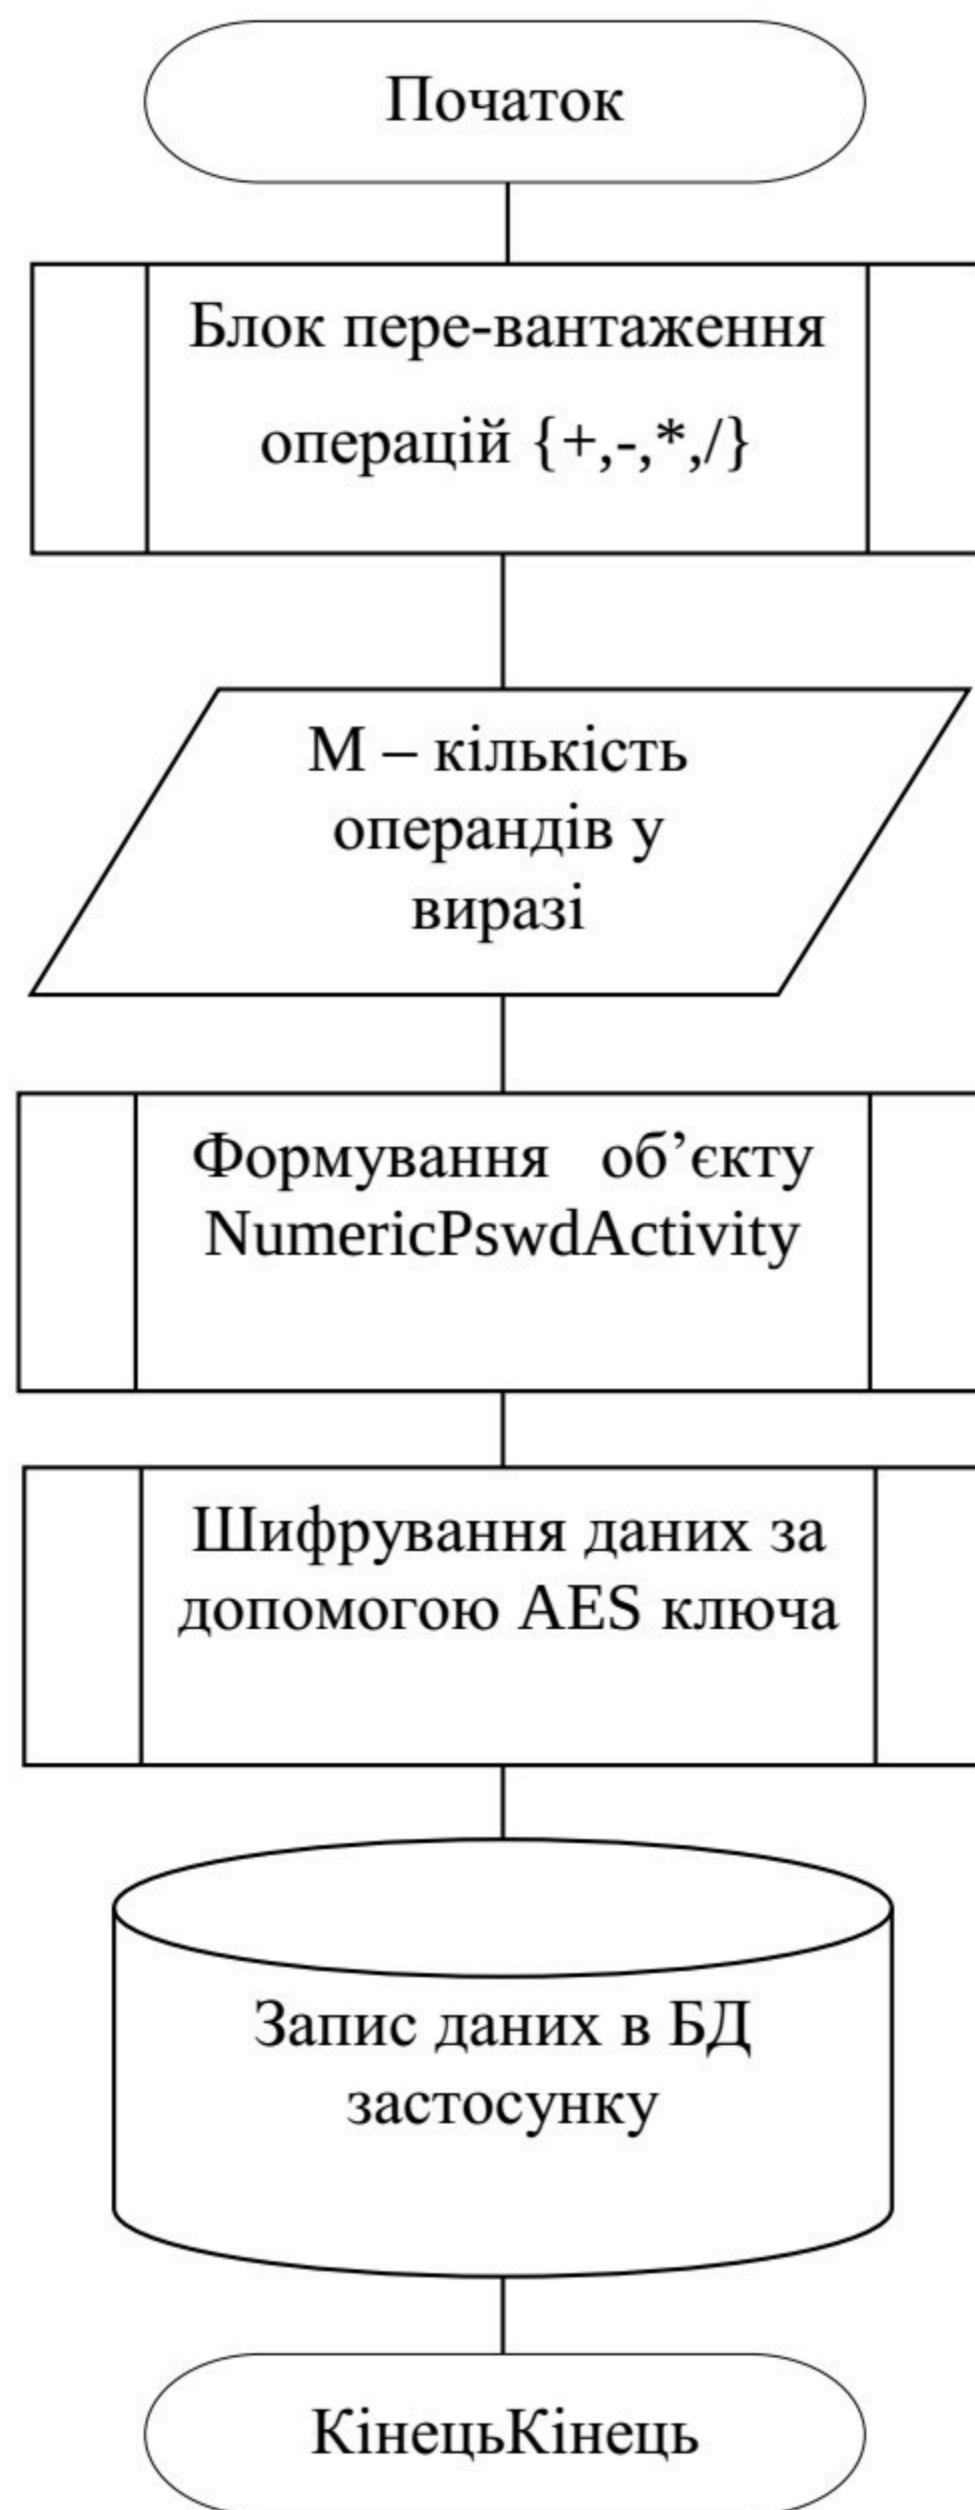 Початок
Блок пере-вантаження
операцій {+,-,*,/}
М – кількість
операндів у
виразі
Формування об’єкту
NumericPswdActivity
Шифрування даних за
допомогою AES ключа
Запис даних в БД
застосунку
КінецьКінець